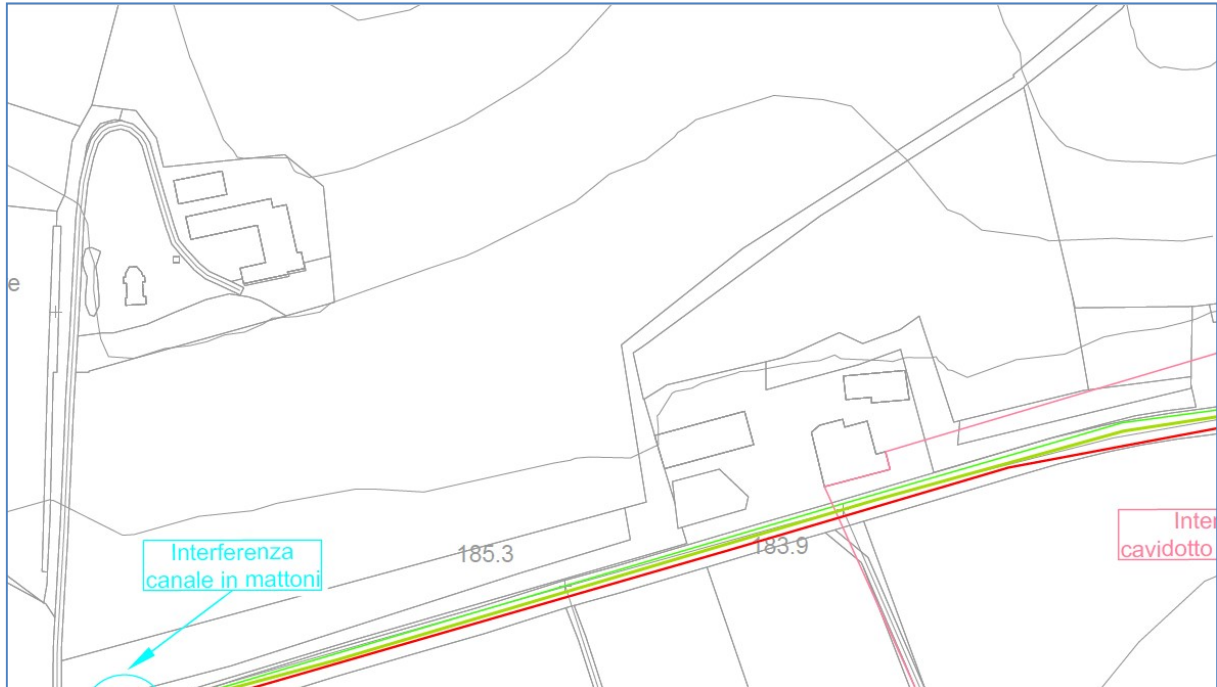 e
Interferenza
canale in mattoni
185.3
183.9
Inter
cavidotto